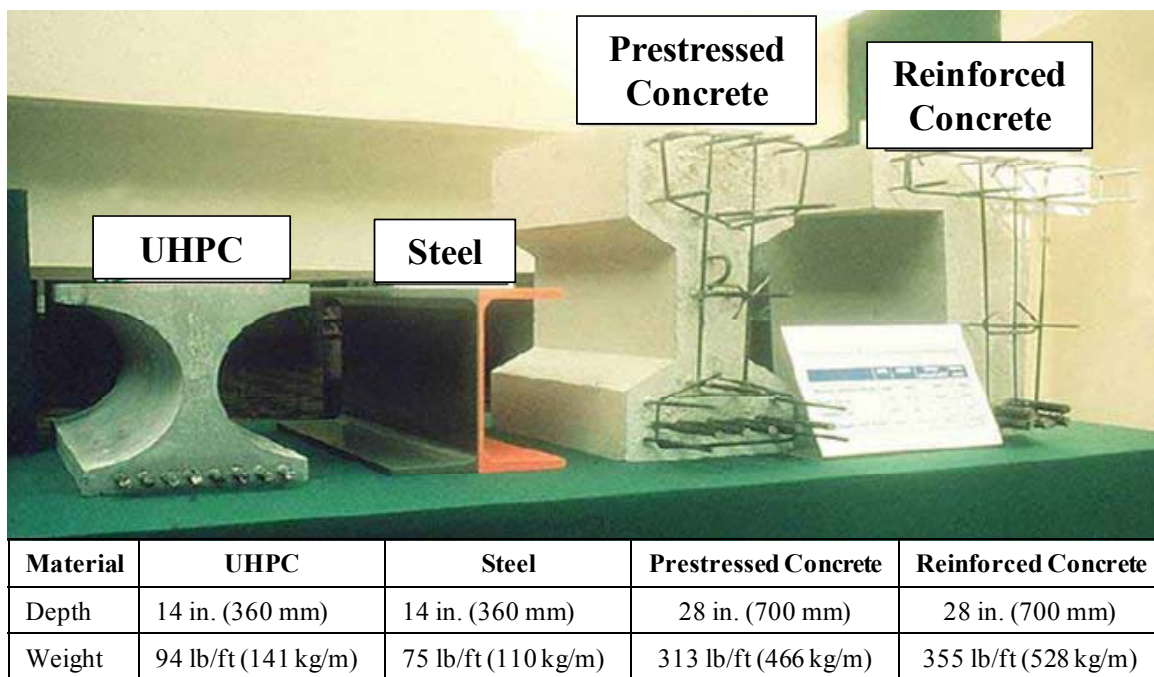 Prestressed
Concrete
Reinforced
Concrete
UHPC
Steel
Material UHPC Steel Prestressed Concrete Reinforced Concrete
Depth 14 in. (360 mm) 14 in. (360 mm) 28 in. (700 mm) 28 in. (700 mm)
Weight 94 lb/ft (141 kg/m) 75 lb/ft (110 kg/m) 313 lb/ft (466 kg/m) 355 lb/ft (528 kg/m)